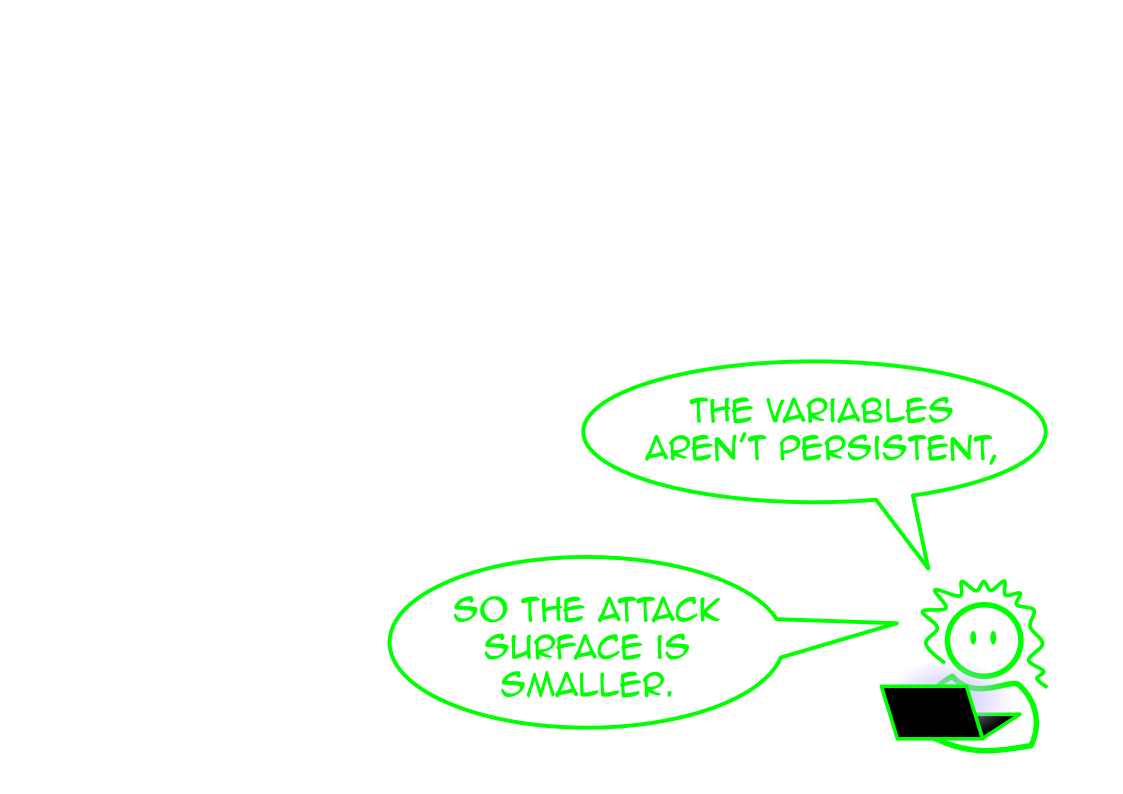 THE VARIABLES
AREN'T PERSISTENT,
SO THE ATTACK
SURFACE IS
SMALLER.